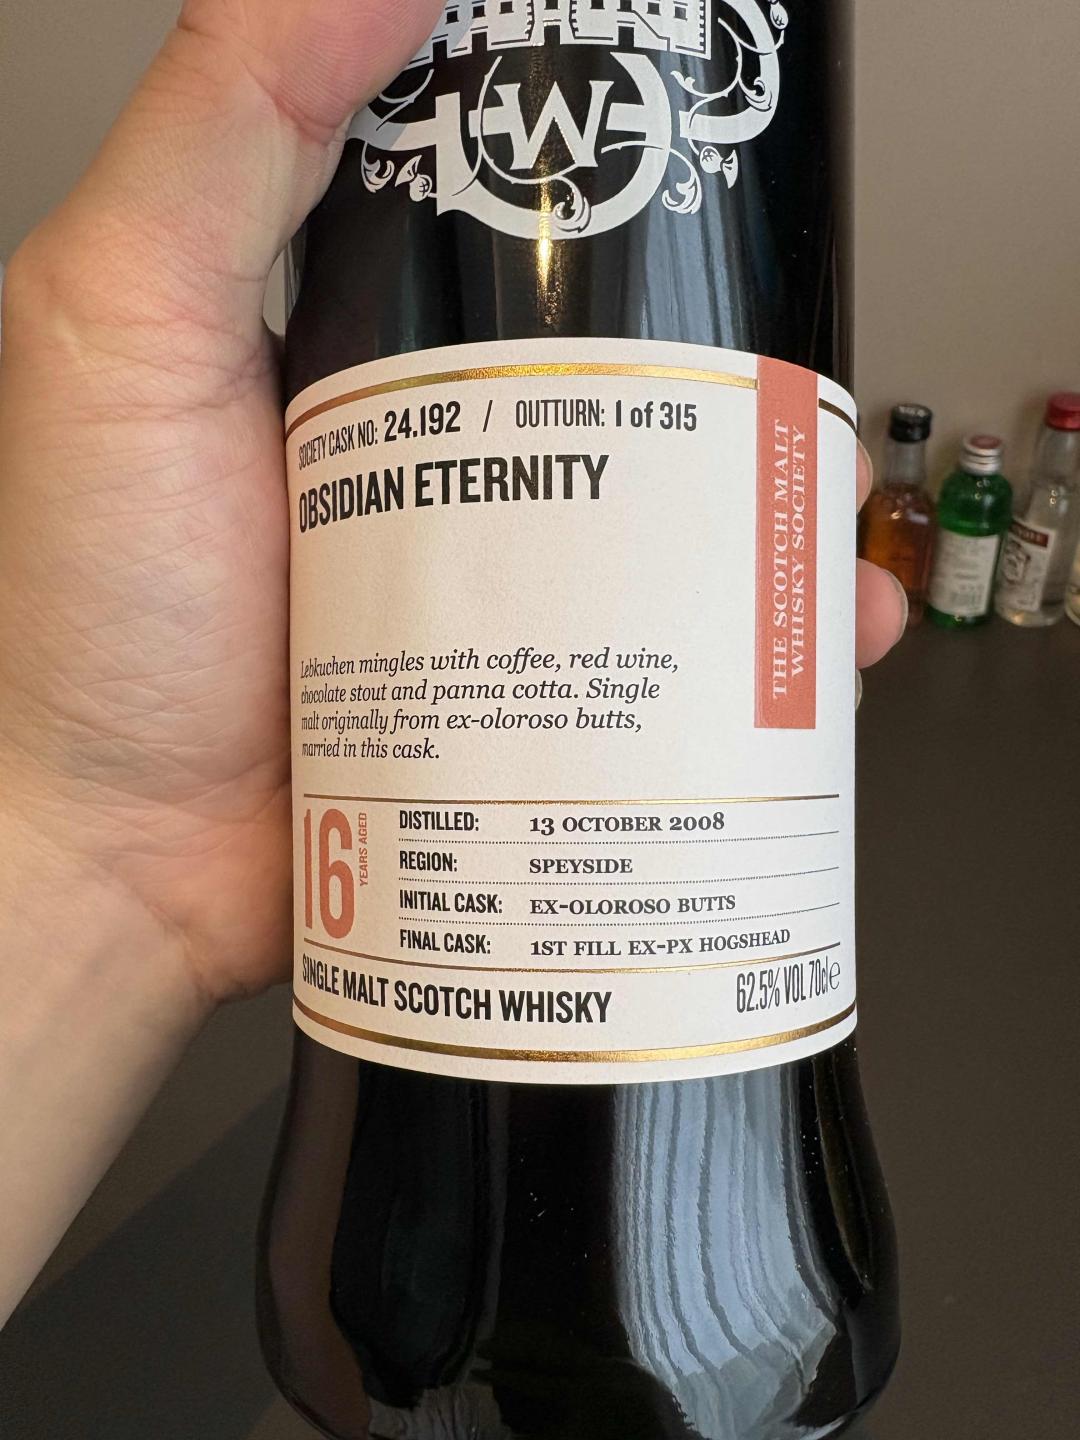 SOCIETY CASK NO: 24.192 / OUTTURN: 1 of 315
OBSIDIAN ETERNITY
THE SCOTCH MALT
WHISKY SOCIETY
Lebkuchen mingles with coffee, red wine,
chocolate stout and panna cotta. Single
malt originally from ex-oloroso butts,
married in this cask.
16 YEARS AGED
DISTILLED: 13 OCTOBER 2008
REGION: SPEYSIDE
INITIAL CASK: EX-OLOROSO BUTTS
FINAL CASK: 1ST FILL EX-PX HOGSHEAD
SINGLE MALT SCOTCH WHISKY 62.5% VOL 70cl e